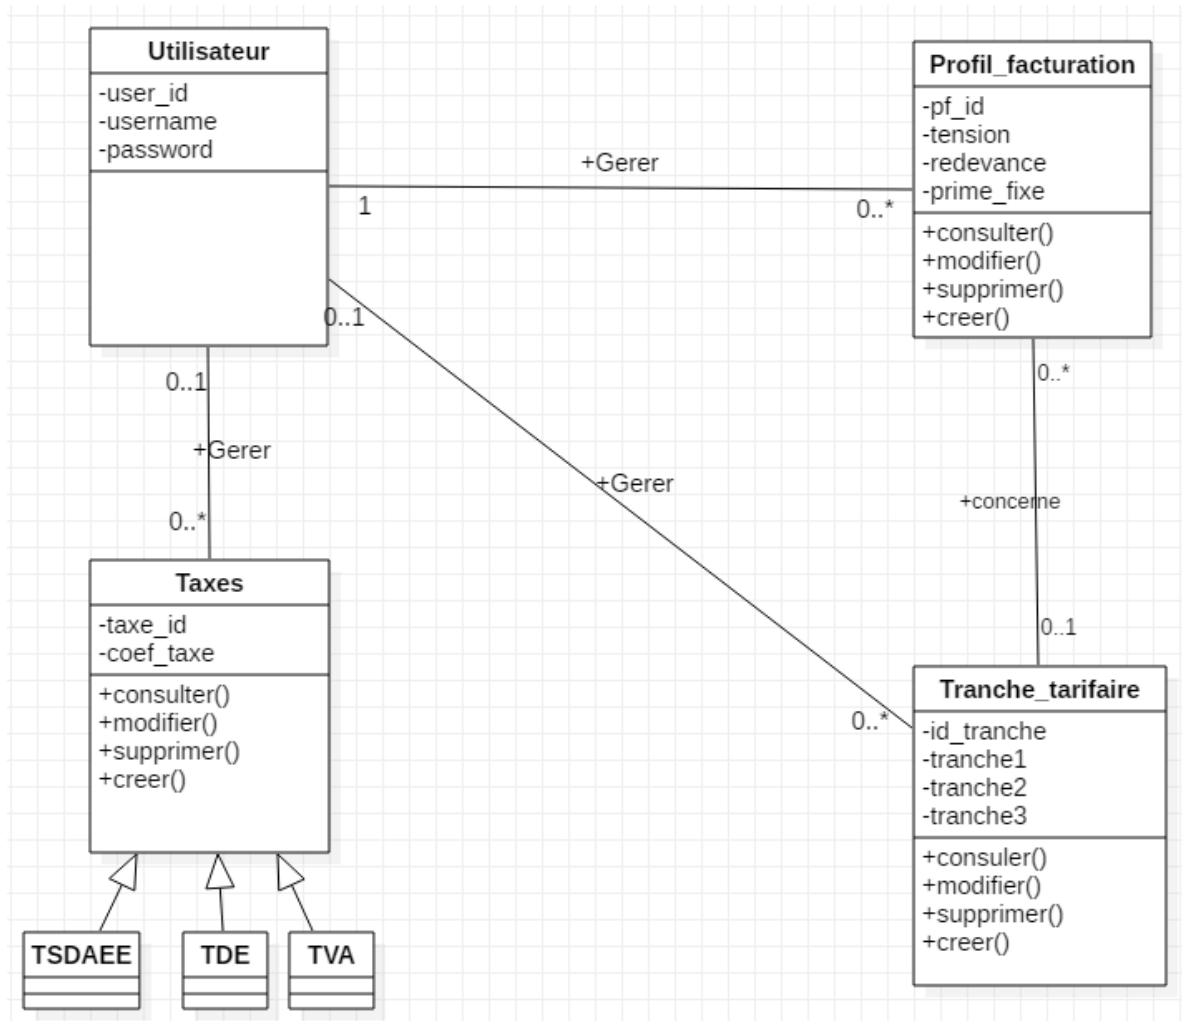 Utilisateur
-user_id
-username
-password
Profil_facturation
-pf_id
-tension
-redevance
-prime_fixe
+consulter()
+modifier()
+supprimer()
+creer()
+Gerer
1
0..*
0..1
+Gerer
0..*
0..1
+Gerer
0..*
0..*
+concerne
0..1
Taxes
-taxe_id
-coef_taxe
+consulter()
+modifier()
+supprimer()
+creer()
Tranche_tarifaire
-id_tranche
-tranche1
-tranche2
-tranche3
+consuler()
+modifier()
+supprimer()
+creer()
TSDAEE
TDE
TVA